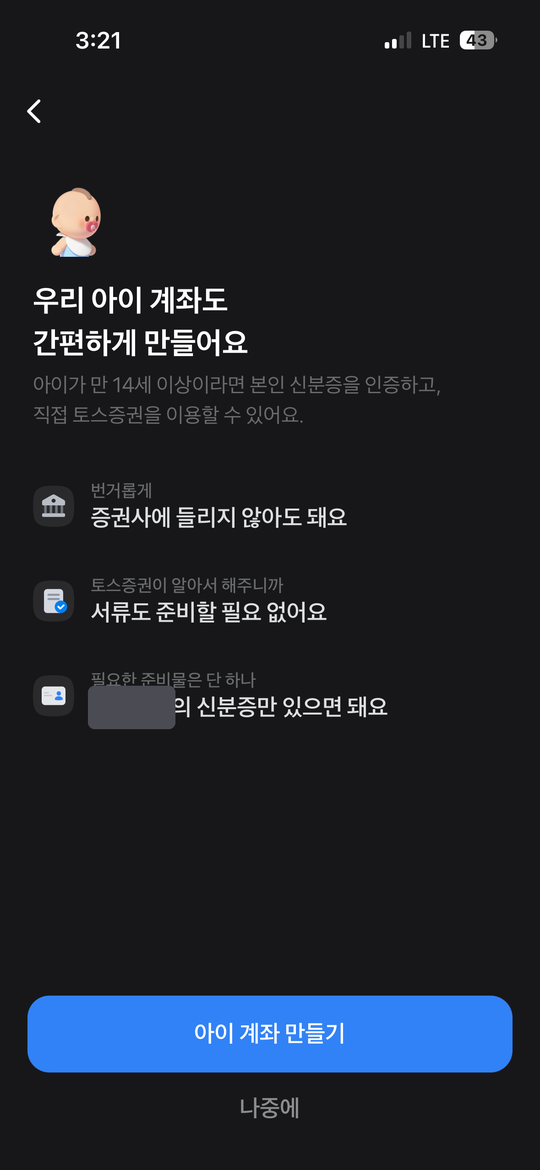 3:21
LTE
43
우리 아이 계좌도
간편하게 만들어요
아이가 만 14세 이상이라면 본인 신분증을 인증하고,
직접 토스증권을 이용할 수 있어요.
번거롭게
증권사에 들리지 않아도 돼요
토스증권이 알아서 해주니까
서류도 준비할 필요 없어요
필요한 준비물은 단 하나
의 신분증만 있으면 돼요
아이 계좌 만들기
나중에